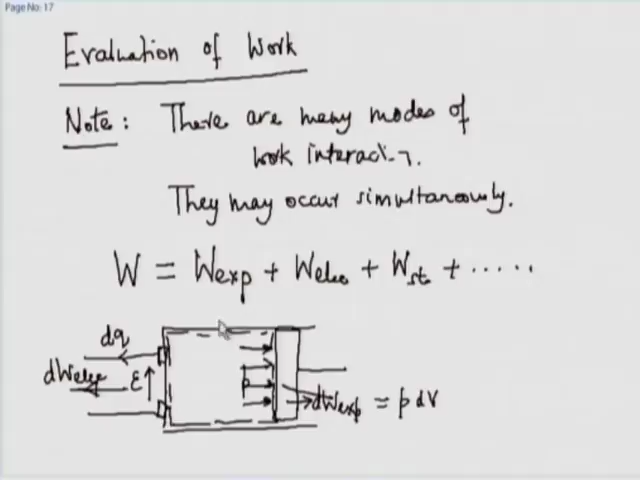 Page No: 17
Evaluation of Work
Note: There are many modes of
work interaction.
They may occur simultaneously.
W = Wexp + Welec + Wst + .....
dq
dWelec ε p dWexp = p dV